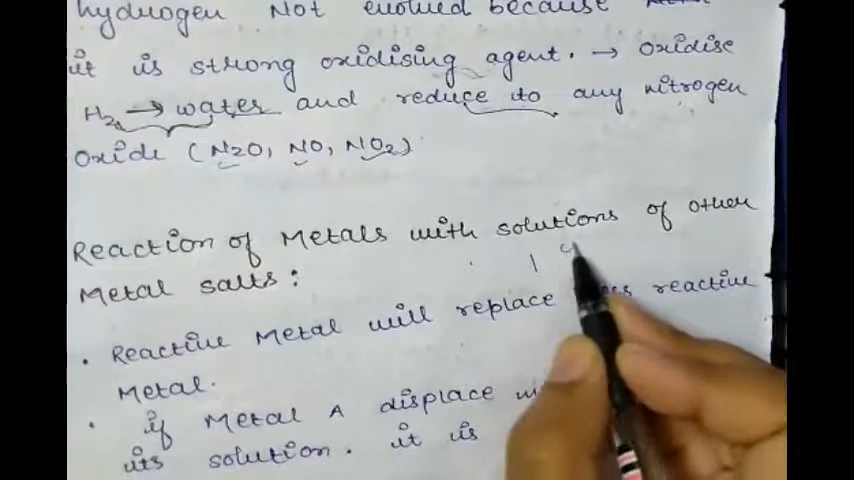 hydrogen Not evolved because
it is strong oxidising agent. → oxidise
H2 → water and reduce to any nitrogen
oxide (N2O, NO, NO2)
Reaction of Metals with solutions of other
Metal salts:
• Reactive Metal will replace less reactive
Metal.
• if Metal A displace
its solution. it is